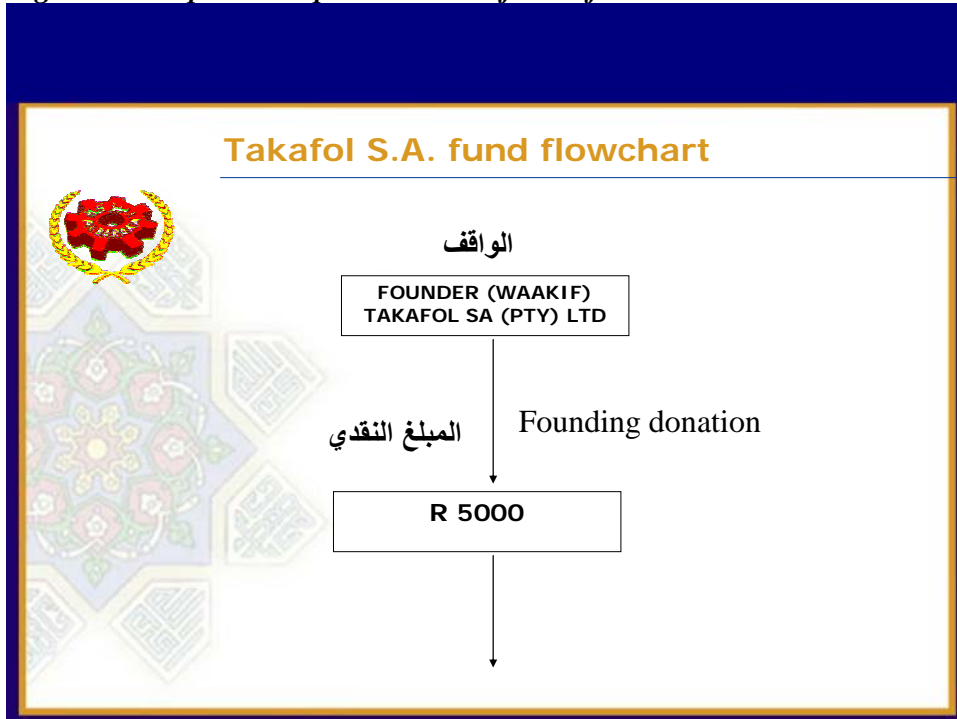 Takafol S.A. fund flowchart
الواقف
FOUNDER (WAAKIF)
TAKAFOL SA (PTY) LTD
المبلغ النقدي
Founding donation
R 5000